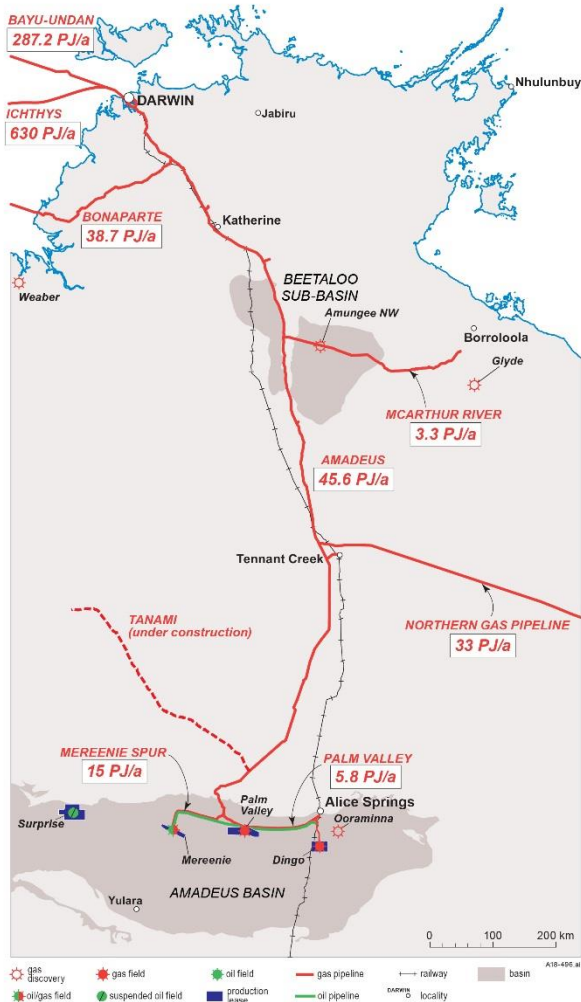 BAYU-UNDAN
287.2 PJ/a
ICHTHYS
630 PJ/a
DARWIN
Jabiru
Nhulunbuy
BONAPARTE
38.7 PJ/a
Katherine
Weaber
BEETALOO
SUB-BASIN
Amungee NW
Borroloola
Glyde
MCARTHUR RIVER
3.3 PJ/a
AMADEUS
45.6 PJ/a
Tennant Creek
NORTHERN GAS PIPELINE
33 PJ/a
TANAMI
(under construction)
MEREENIE SPUR
15 PJ/a
PALM VALLEY
5.8 PJ/a
Surprise
Palm
Valley
Alice Springs
Ooraminna
Mereenie
Dingo
AMADEUS BASIN
Yulara
0 100 200 km
A18-496.ai
gas
discovery
gas field
oil field
gas pipeline
railway
basin
oil/gas field
suspended oil field
production
lease
oil pipeline
DARWIN
locality